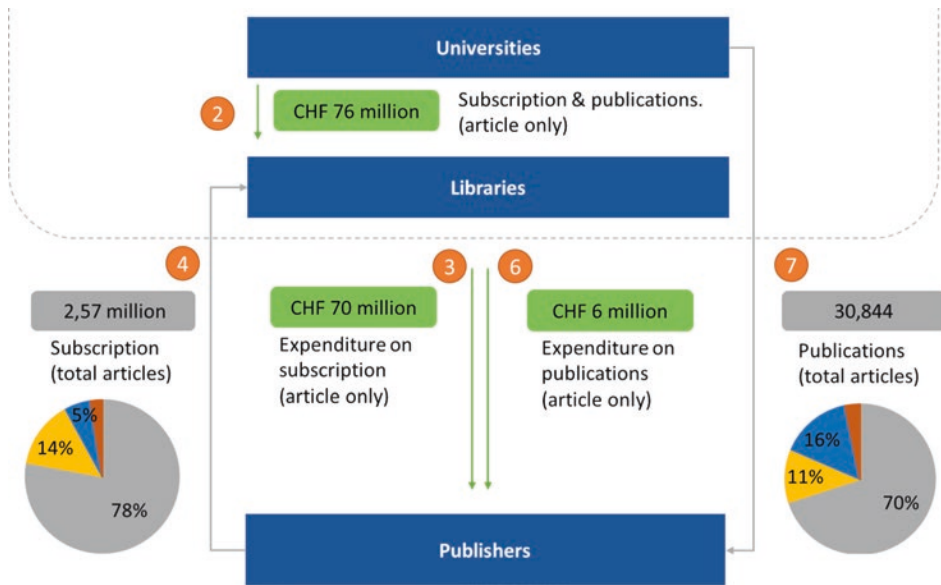 Universities
2
CHF 76 million
Subscription & publications.
(article only)
Libraries
4
3
6
7
2,57 million
Subscription
(total articles)
CHF 70 million
Expenditure on
subscription
(article only)
CHF 6 million
Expenditure on
publications
(article only)
30,844
Publications
(total articles)
5%
14%
78%
16%
11%
70%
Publishers